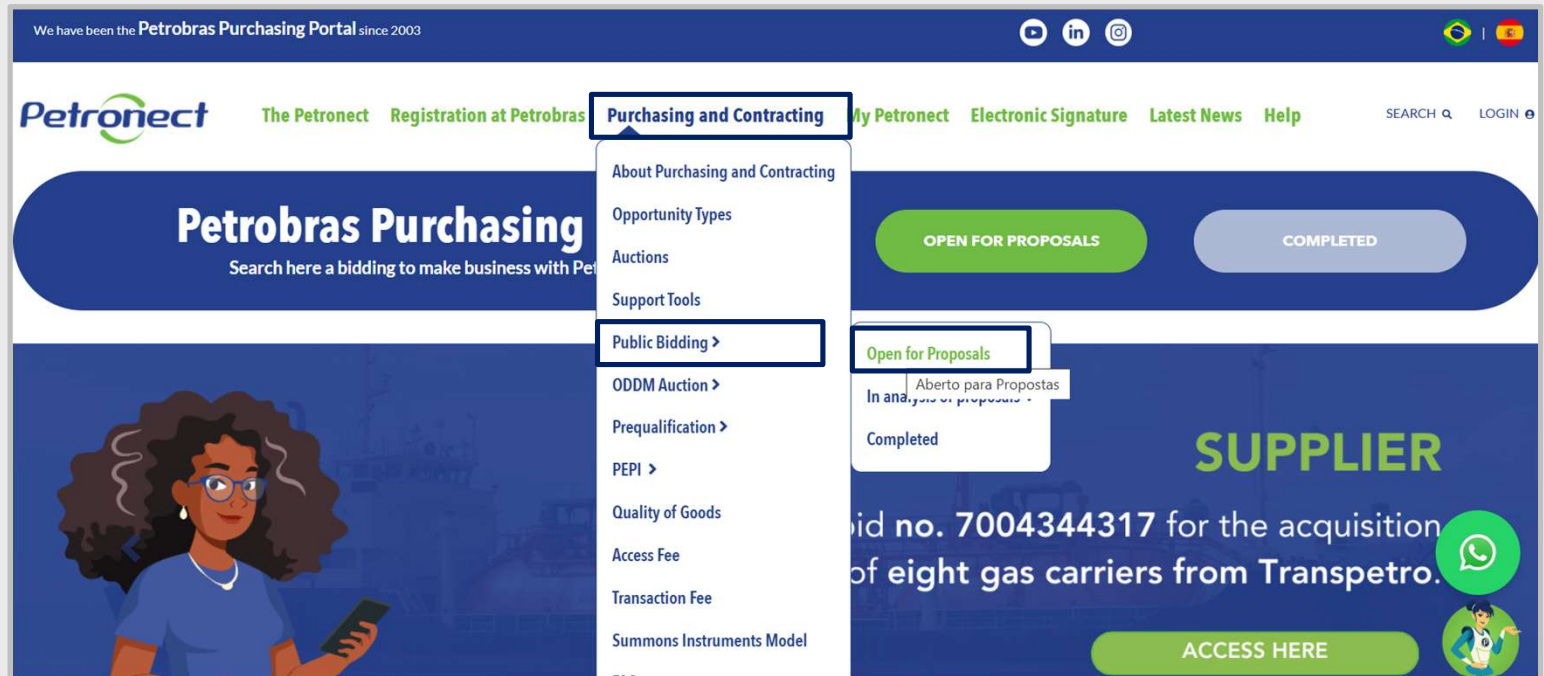 We have been the Petrobras Purchasing Portal since 2003
Petronect
The Petronect
Registration at Petrobras
Purchasing and Contracting
My Petronect
Electronic Signature
Latest News
Help
SEARCH
LOGIN
About Purchasing and Contracting
Opportunity Types
Auctions
Support Tools
Public Bidding >
ODDM Auction >
Prequalification >
PEPI >
Quality of Goods
Access Fee
Transaction Fee
Summons Instruments Model
Open for Proposals
Aberto para Propostas
In analysis of proposals
Completed
Petrobras Purchasing
Search here a bidding to make business with Pet
OPEN FOR PROPOSALS
COMPLETED
SUPPLIER
bid no. 7004344317 for the acquisition
of eight gas carriers from Transpetro.
ACCESS HERE